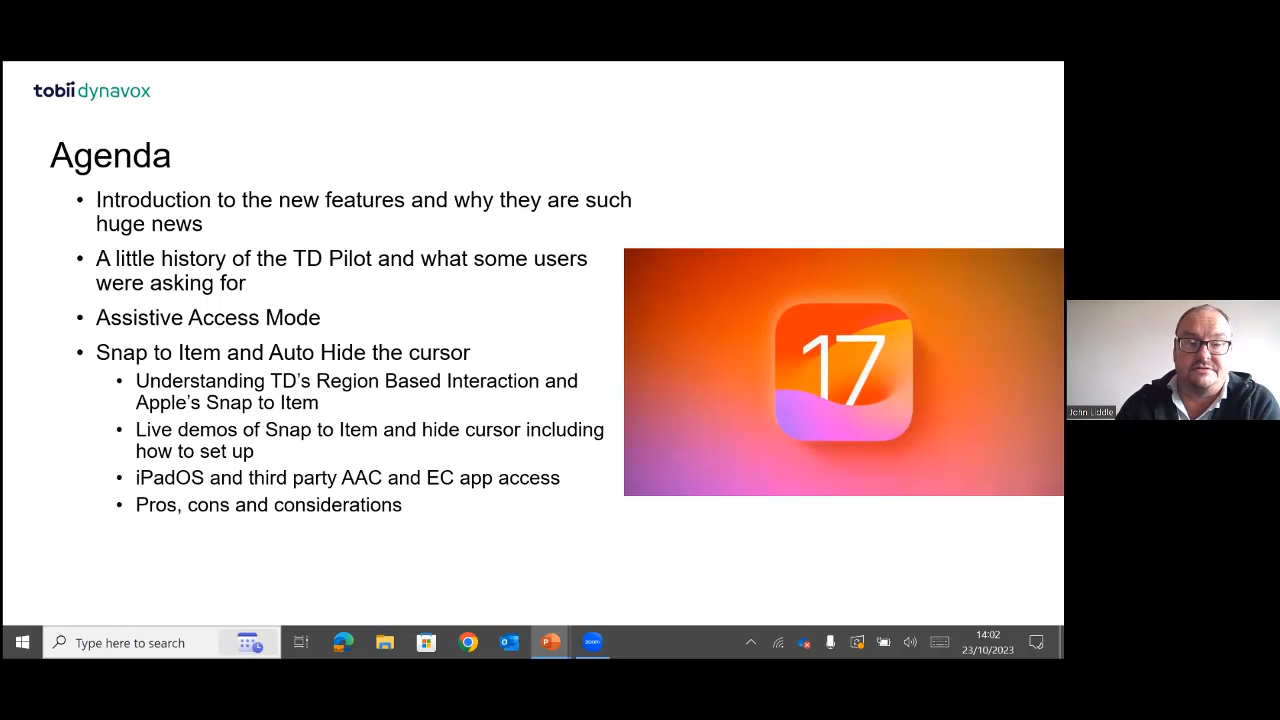 tobii dynavox
Agenda
• Introduction to the new features and why they are such
huge news
• A little history of the TD Pilot and what some users
were asking for
• Assistive Access Mode
• Snap to Item and Auto Hide the cursor
• Understanding TD's Region Based Interaction and
Apple's Snap to Item
• Live demos of Snap to Item and hide cursor including
how to set up
• iPadOS and third party AAC and EC app access
• Pros, cons and considerations
17
John Liddle
Type here to search
zoom
14:02
23/10/2023